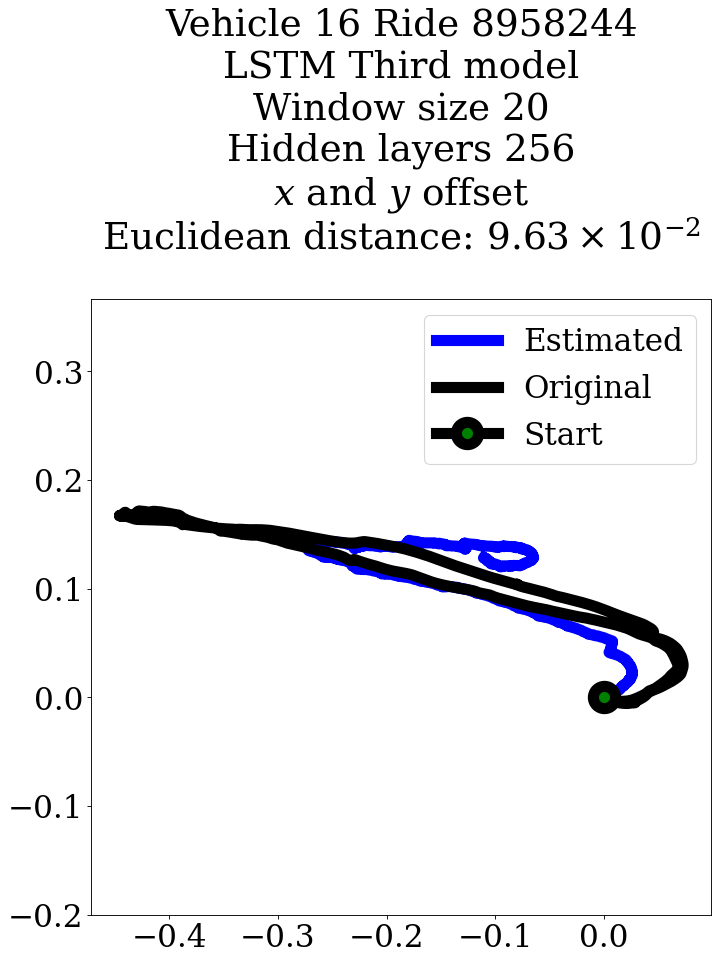 Vehicle 16 Ride 8958244
LSTM Third model
Window size 20
Hidden layers 256
x and y offset
Euclidean distance: 9.63 × 10⁻²
Estimated
Original
Start
0.3
0.2
0.1
0.0
−0.1
−0.2
−0.4 −0.3 −0.2 −0.1 0.0